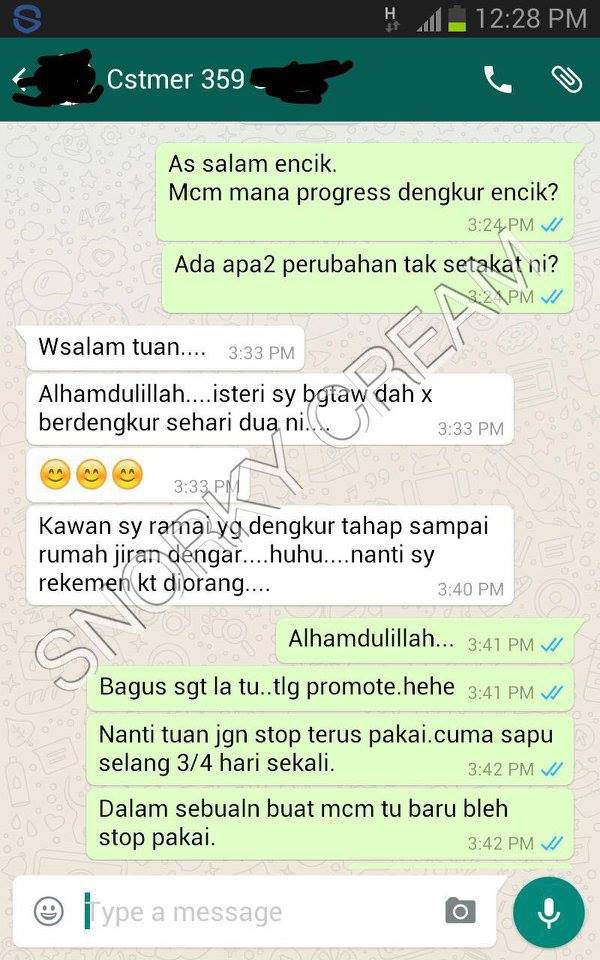 H
12:28 PM
Cstmer 359
As salam encik.
Mcm mana progress dengkur encik?
3:24 PM
Ada apa2 perubahan tak setakat ni?
3:24 PM
Wsalam tuan.... 3:33 PM
Alhamdulillah....isteri sy bgtaw dah x
berdengkur sehari dua ni....
3:33 PM
3:33 PM
Kawan sy ramai yg dengkur tahap sampai
rumah jiran dengar....huhu....nanti sy
rekemen kt diorang....
3:40 PM
Alhamdulillah... 3:41 PM
Bagus sgt la tu..tlg promote.hehe 3:41 PM
Nanti tuan jgn stop terus pakai.cuma sapu
selang 3/4 hari sekali.
3:42 PM
Dalam sebualn buat mcm tu baru bleh
stop pakai.
3:42 PM
Type a message
SNORKY CREAM